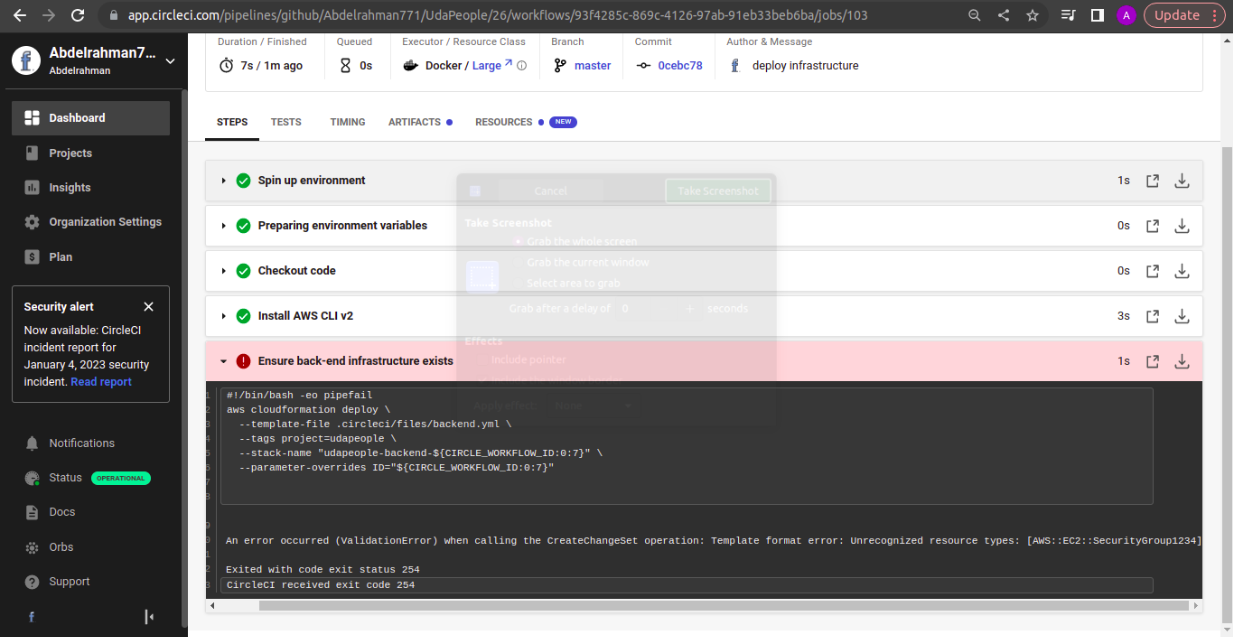 app.circleci.com/pipelines/github/Abdelrahman771/UdaPeople/26/workflows/93f4285c-869c-4126-97ab-91eb33beb6ba/jobs/103
A
Update
Abdelrahman77...
Abdelrahman
Dashboard
Projects
Insights
Organization Settings
Plan
Security alert
Now available: CircleCI
incident report for
January 4, 2023 security
incident. Read report
Notifications
Status OPERATIONAL
Docs
Orbs
Support
Duration / Finished
7s / 1m ago
Queued
0s
Executor / Resource Class
Docker / Large
Branch
master
Commit
0cebc78
Author & Message
deploy infrastructure
STEPS TESTS TIMING ARTIFACTS RESOURCES NEW
Spin up environment 1s
Preparing environment variables 0s
Checkout code 0s
Install AWS CLI v2 3s
Ensure back-end infrastructure exists 1s
Cancel Take Screenshot
Take Screenshot
Grab the whole screen
Grab the current window
Select area to grab
Grab after a delay of 0 + seconds
Effects
Include pointer
Apply effect: None
#!/bin/bash -eo pipefail
aws cloudformation deploy \
--template-file .circleci/files/backend.yml \
--tags project=udapeople \
--stack-name "udapeople-backend-${CIRCLE_WORKFLOW_ID:0:7}" \
--parameter-overrides ID="${CIRCLE_WORKFLOW_ID:0:7}"
An error occurred (ValidationError) when calling the CreateChangeSet operation: Template format error: Unrecognized resource types: [AWS::EC2::SecurityGroup1234]
Exited with code exit status 254
CircleCI received exit code 254